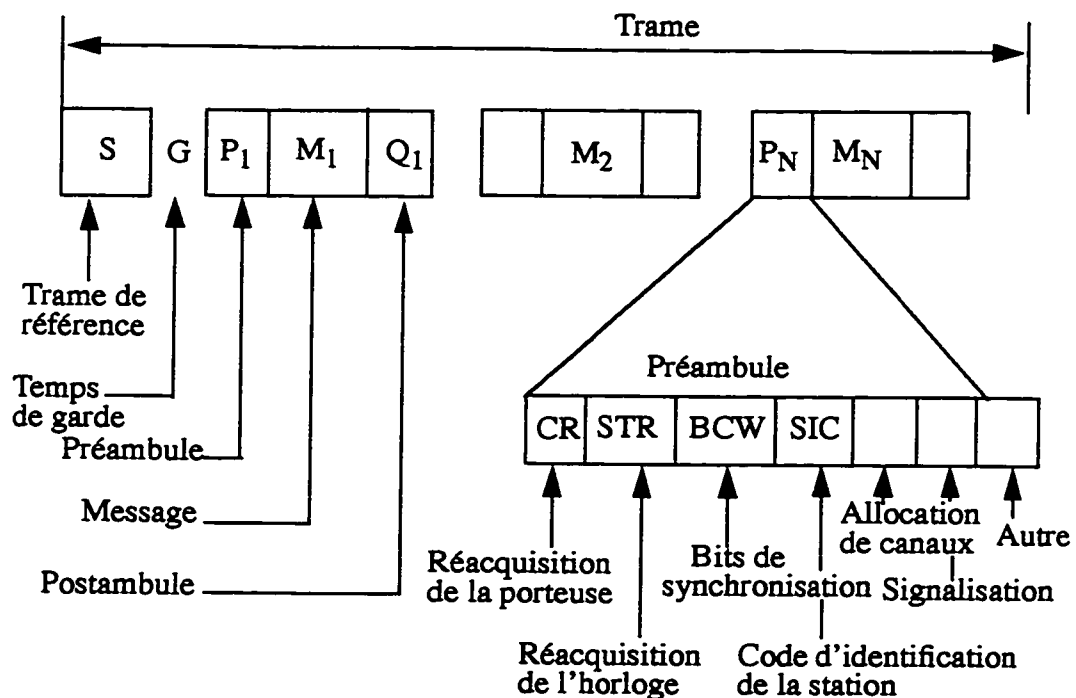 Trame
S G P1 M1 Q1 M2 PN MN
Trame de
référence
Temps
de garde
Préambule
Message
Postambule
Préambule
CR STR BCW SIC
Réacquisition
de la porteuse
Bits de
synchronisation
Allocation
de canaux
Autre
Signalisation
Réacquisition
de l'horloge
Code d'identification
de la station